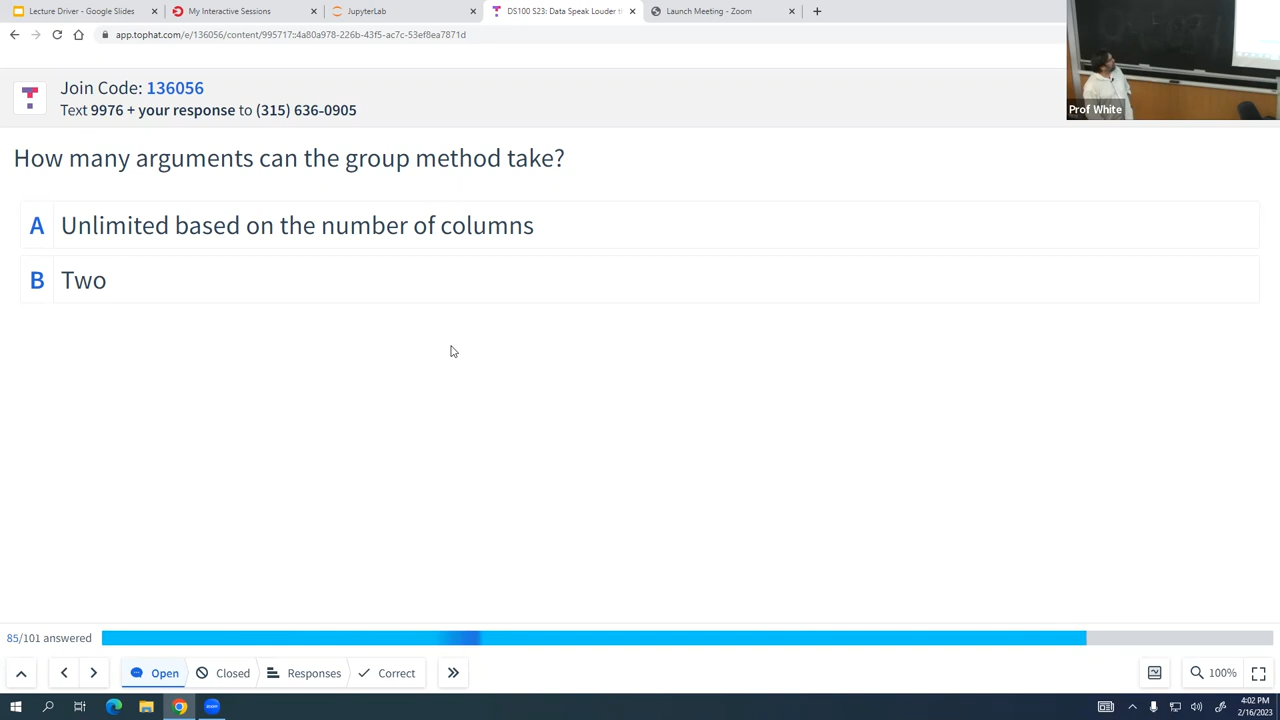 Lecture Driver - Google Slides
My Interactive Sessions
JupyterLab
DS100 S23: Data Speak Louder th
Launch Meeting - Zoom
app.tophat.com/e/136056/content/995717::4a80a978-226b-43f5-ac7c-53ef8ea7871d
Join Code: 136056
Text 9976 + your response to (315) 636-0905
Prof White
How many arguments can the group method take?
A Unlimited based on the number of columns
B Two
85/101 answered
Open
Closed
Responses
Correct
100%
zoom
4:02 PM
2/16/2023